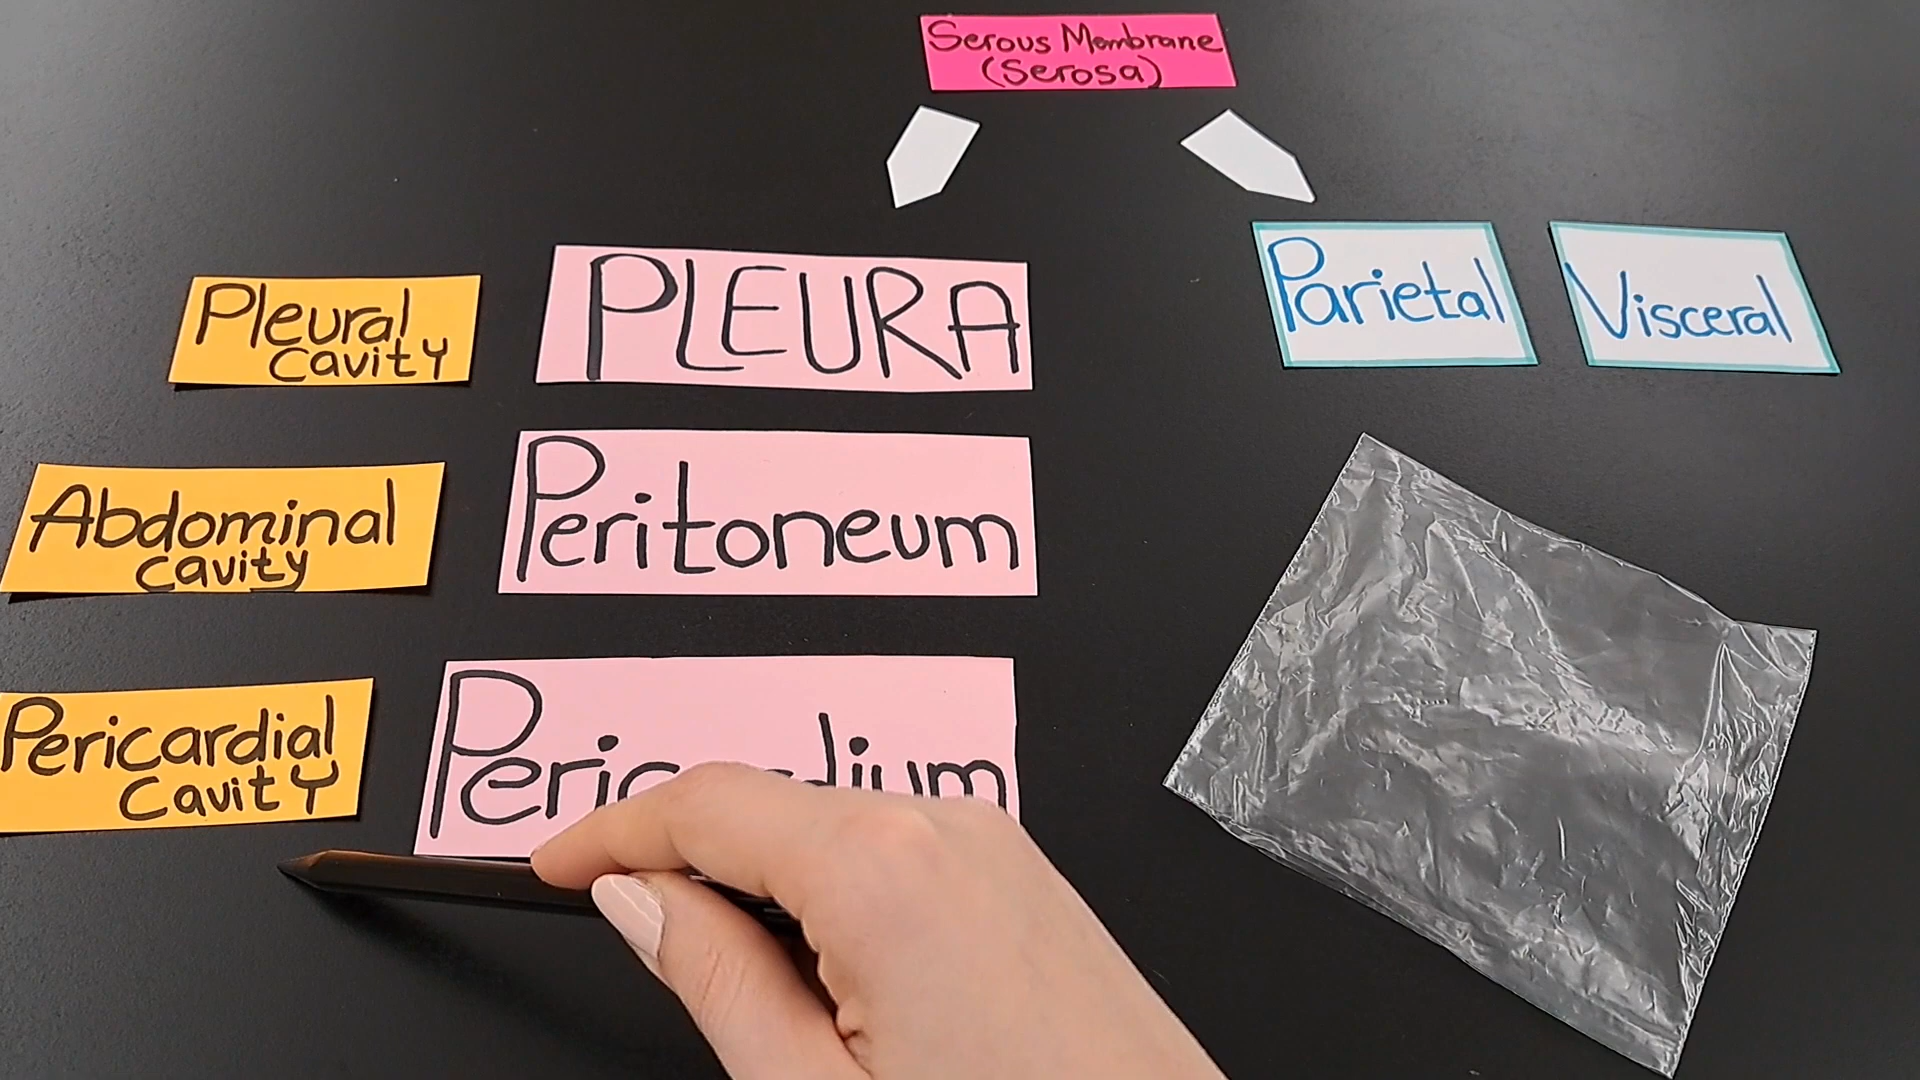 Serous Membrane
(Serosa)
Pleural
cavity
PLEURA
Parietal
Visceral
Abdominal
cavity
Peritoneum
Pericardial
Cavity